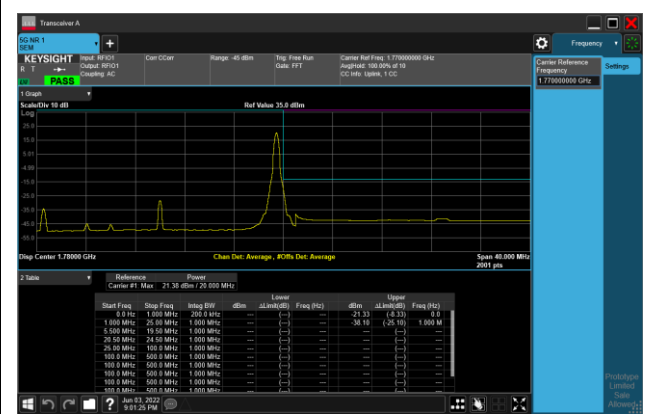 Transceiver A
5G NR 1
SEM
Frequency
KEYSIGHT
Input: RFIO1
Output: RFIO1
Coupling: AC
Corr CCorr
Range: -45 dBm
Trig: Free Run
Gate: FFT
Carrier Ref Freq: 1.770000000 GHz
Avg|Hold: 100.00% of 10
CC Info: Uplink, 1 CC
R T
PASS
Carrier Reference
Frequency
1.770000000 GHz
Settings
1 Graph
Scale/Div 10 dB
Ref Value 35.0 dBm
Log
25.0
15.0
-4.99
-15.0
-25.0
-35.0
-45.0
-55.0
Disp Center 1.78000 GHz
Chan Det: Average, #Offs Det: Average
Span 40.000 MHz
2001 pts
2 Table
Reference Power
Carrier #1 Max 21.38 dBm / 20.000 MHz
Lower Upper
Start Freq Stop Freq Integ BW dBm ΔLimit(dB) Freq (Hz) dBm ΔLimit(dB) Freq (Hz)
0.0 Hz 1.000 MHz 200.0 kHz --- (---) --- -21.33 (-8.33) 0.0
1.000 MHz 25.00 MHz 1.000 MHz --- (---) --- -38.10 (-25.10) 1.000 M
5.500 MHz 19.50 MHz 1.000 MHz --- (---) --- --- (---) ---
20.50 MHz 24.50 MHz 1.000 MHz --- (---) --- --- (---) ---
25.00 MHz 100.0 MHz 1.000 MHz --- (---) --- --- (---) ---
100.0 MHz 500.0 MHz 1.000 MHz --- (---) --- --- (---) ---
100.0 MHz 500.0 MHz 1.000 MHz --- (---) --- --- (---) ---
100.0 MHz 500.0 MHz 1.000 MHz --- (---) --- --- (---) ---
100.0 MHz 500.0 MHz 1.000 MHz --- (---) --- --- (---) ---
Prototype
Limited
Sale
Allowed
Jun 03, 2022
9:01:25 PM